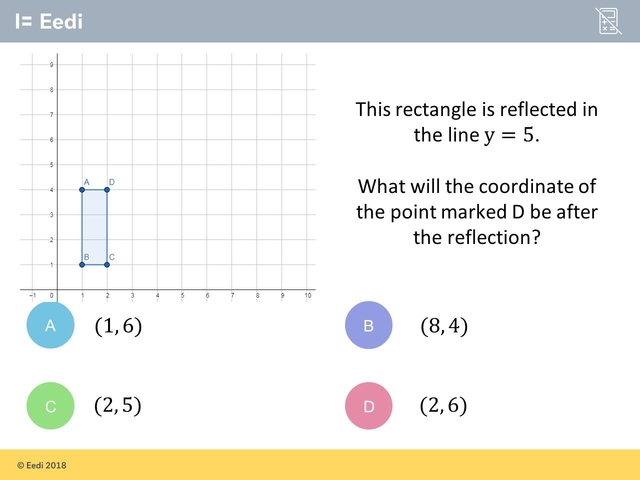 I= Eedi
This rectangle is reflected in
the line y = 5.
What will the coordinate of
the point marked D be after
the reflection?
9
8
7
6
5
4
3
2
1
A D
B C
−1 0 1 2 3 4 5 6 7 8 9 10
A (1, 6)
B (8, 4)
C (2, 5)
D (2, 6)
© Eedi 2018